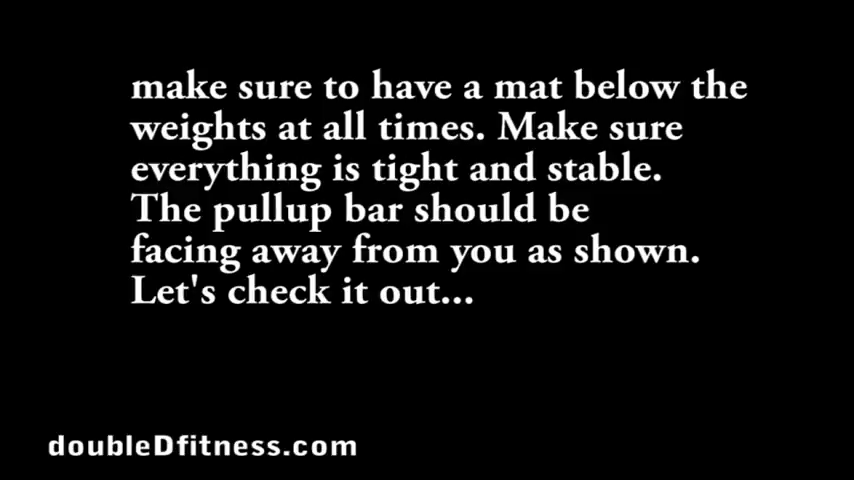 make sure to have a mat below the
weights at all times. Make sure
everything is tight and stable.
The pullup bar should be
facing away from you as shown.
Let's check it out...
doubleDfitness.com